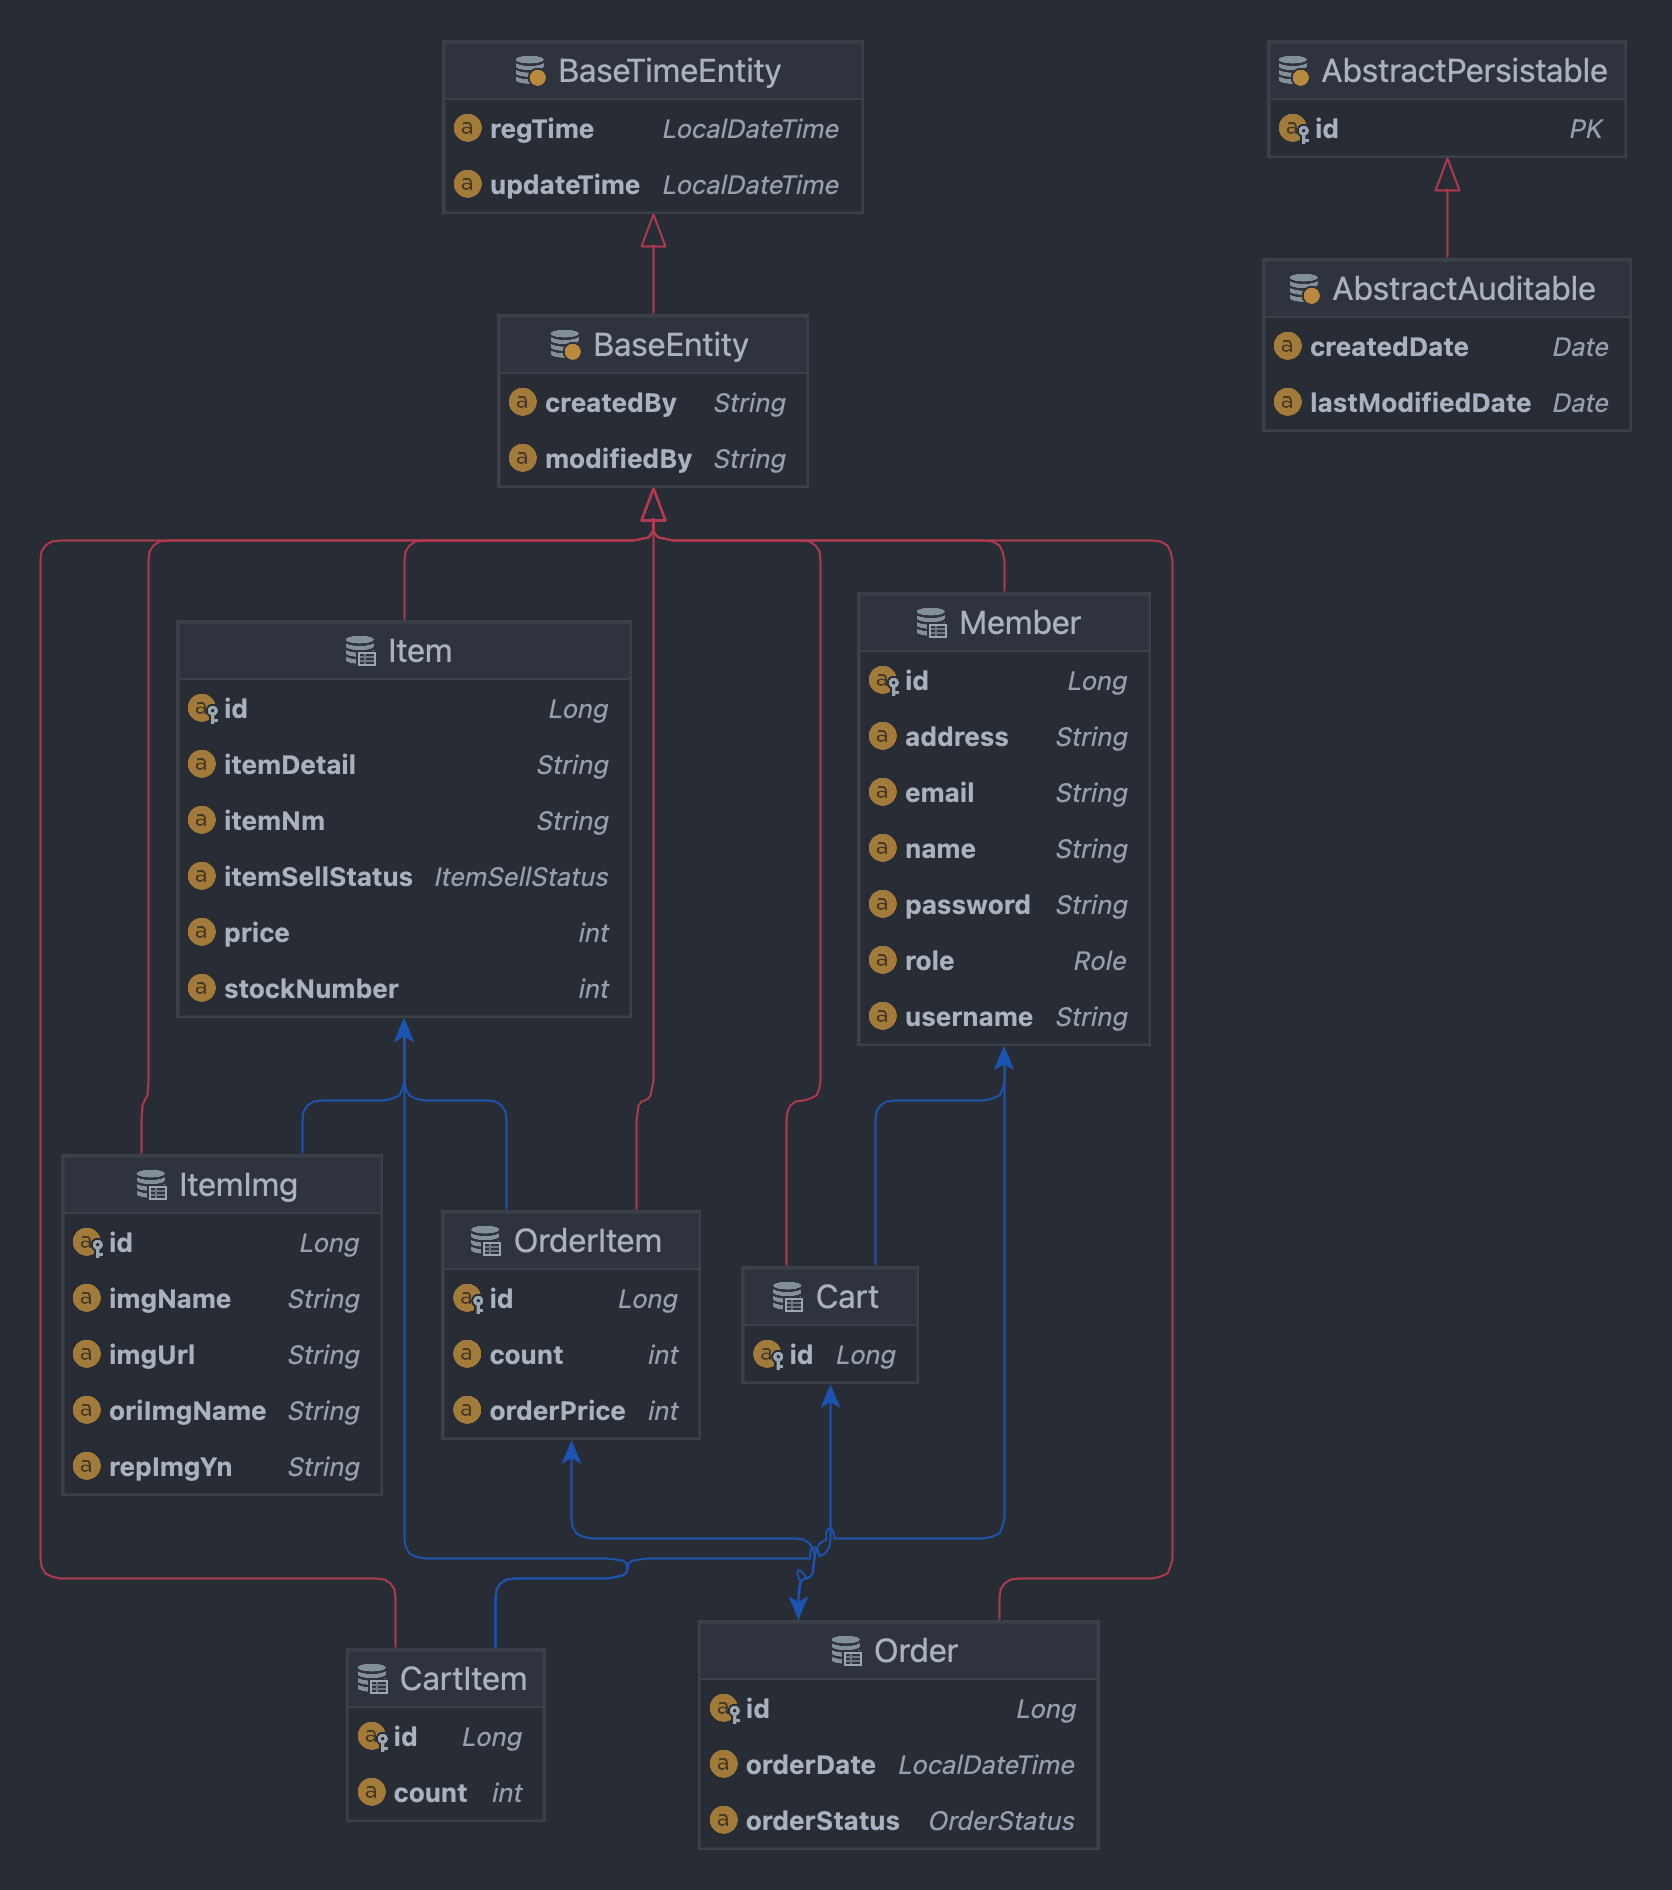 BaseTimeEntity
regTime LocalDateTime
updateTime LocalDateTime
AbstractPersistable
id PK
BaseEntity
createdBy String
modifiedBy String
AbstractAuditable
createdDate Date
lastModifiedDate Date
Item
id Long
itemDetail String
itemNm String
itemSellStatus ItemSellStatus
price int
stockNumber int
Member
id Long
address String
email String
name String
password String
role Role
username String
ItemImg
id Long
imgName String
imgUrl String
oriImgName String
repImgYn String
OrderItem
id Long
count int
orderPrice int
Cart
id Long
CartItem
id Long
count int
Order
id Long
orderDate LocalDateTime
orderStatus OrderStatus